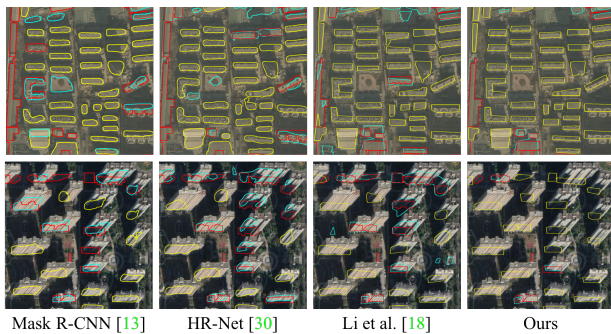 Mask R-CNN [13] HR-Net [30] Li et al. [18] Ours